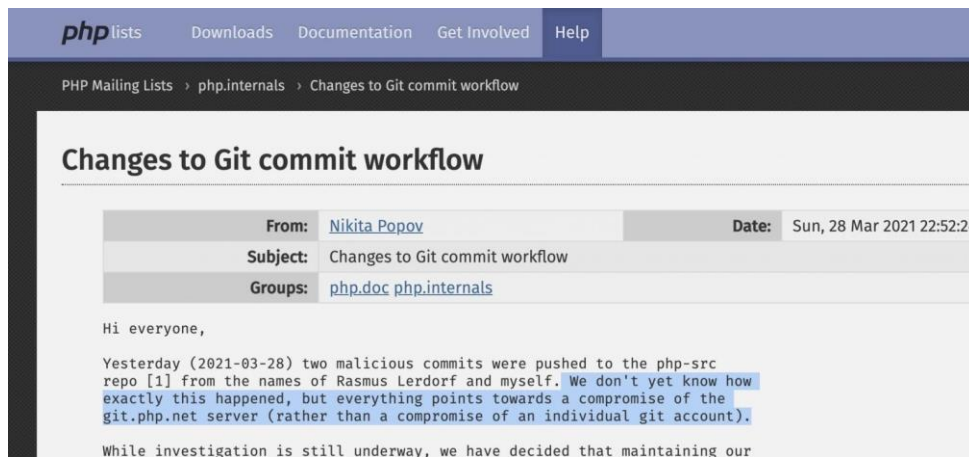 php lists Downloads Documentation Get Involved Help
PHP Mailing Lists › php.internals › Changes to Git commit workflow
Changes to Git commit workflow
From: Nikita Popov Date: Sun, 28 Mar 2021 22:52:2
Subject: Changes to Git commit workflow
Groups: php.doc php.internals
Hi everyone,
Yesterday (2021-03-28) two malicious commits were pushed to the php-src
repo [1] from the names of Rasmus Lerdorf and myself. We don't yet know how
exactly this happened, but everything points towards a compromise of the
git.php.net server (rather than a compromise of an individual git account).
While investigation is still underway, we have decided that maintaining our